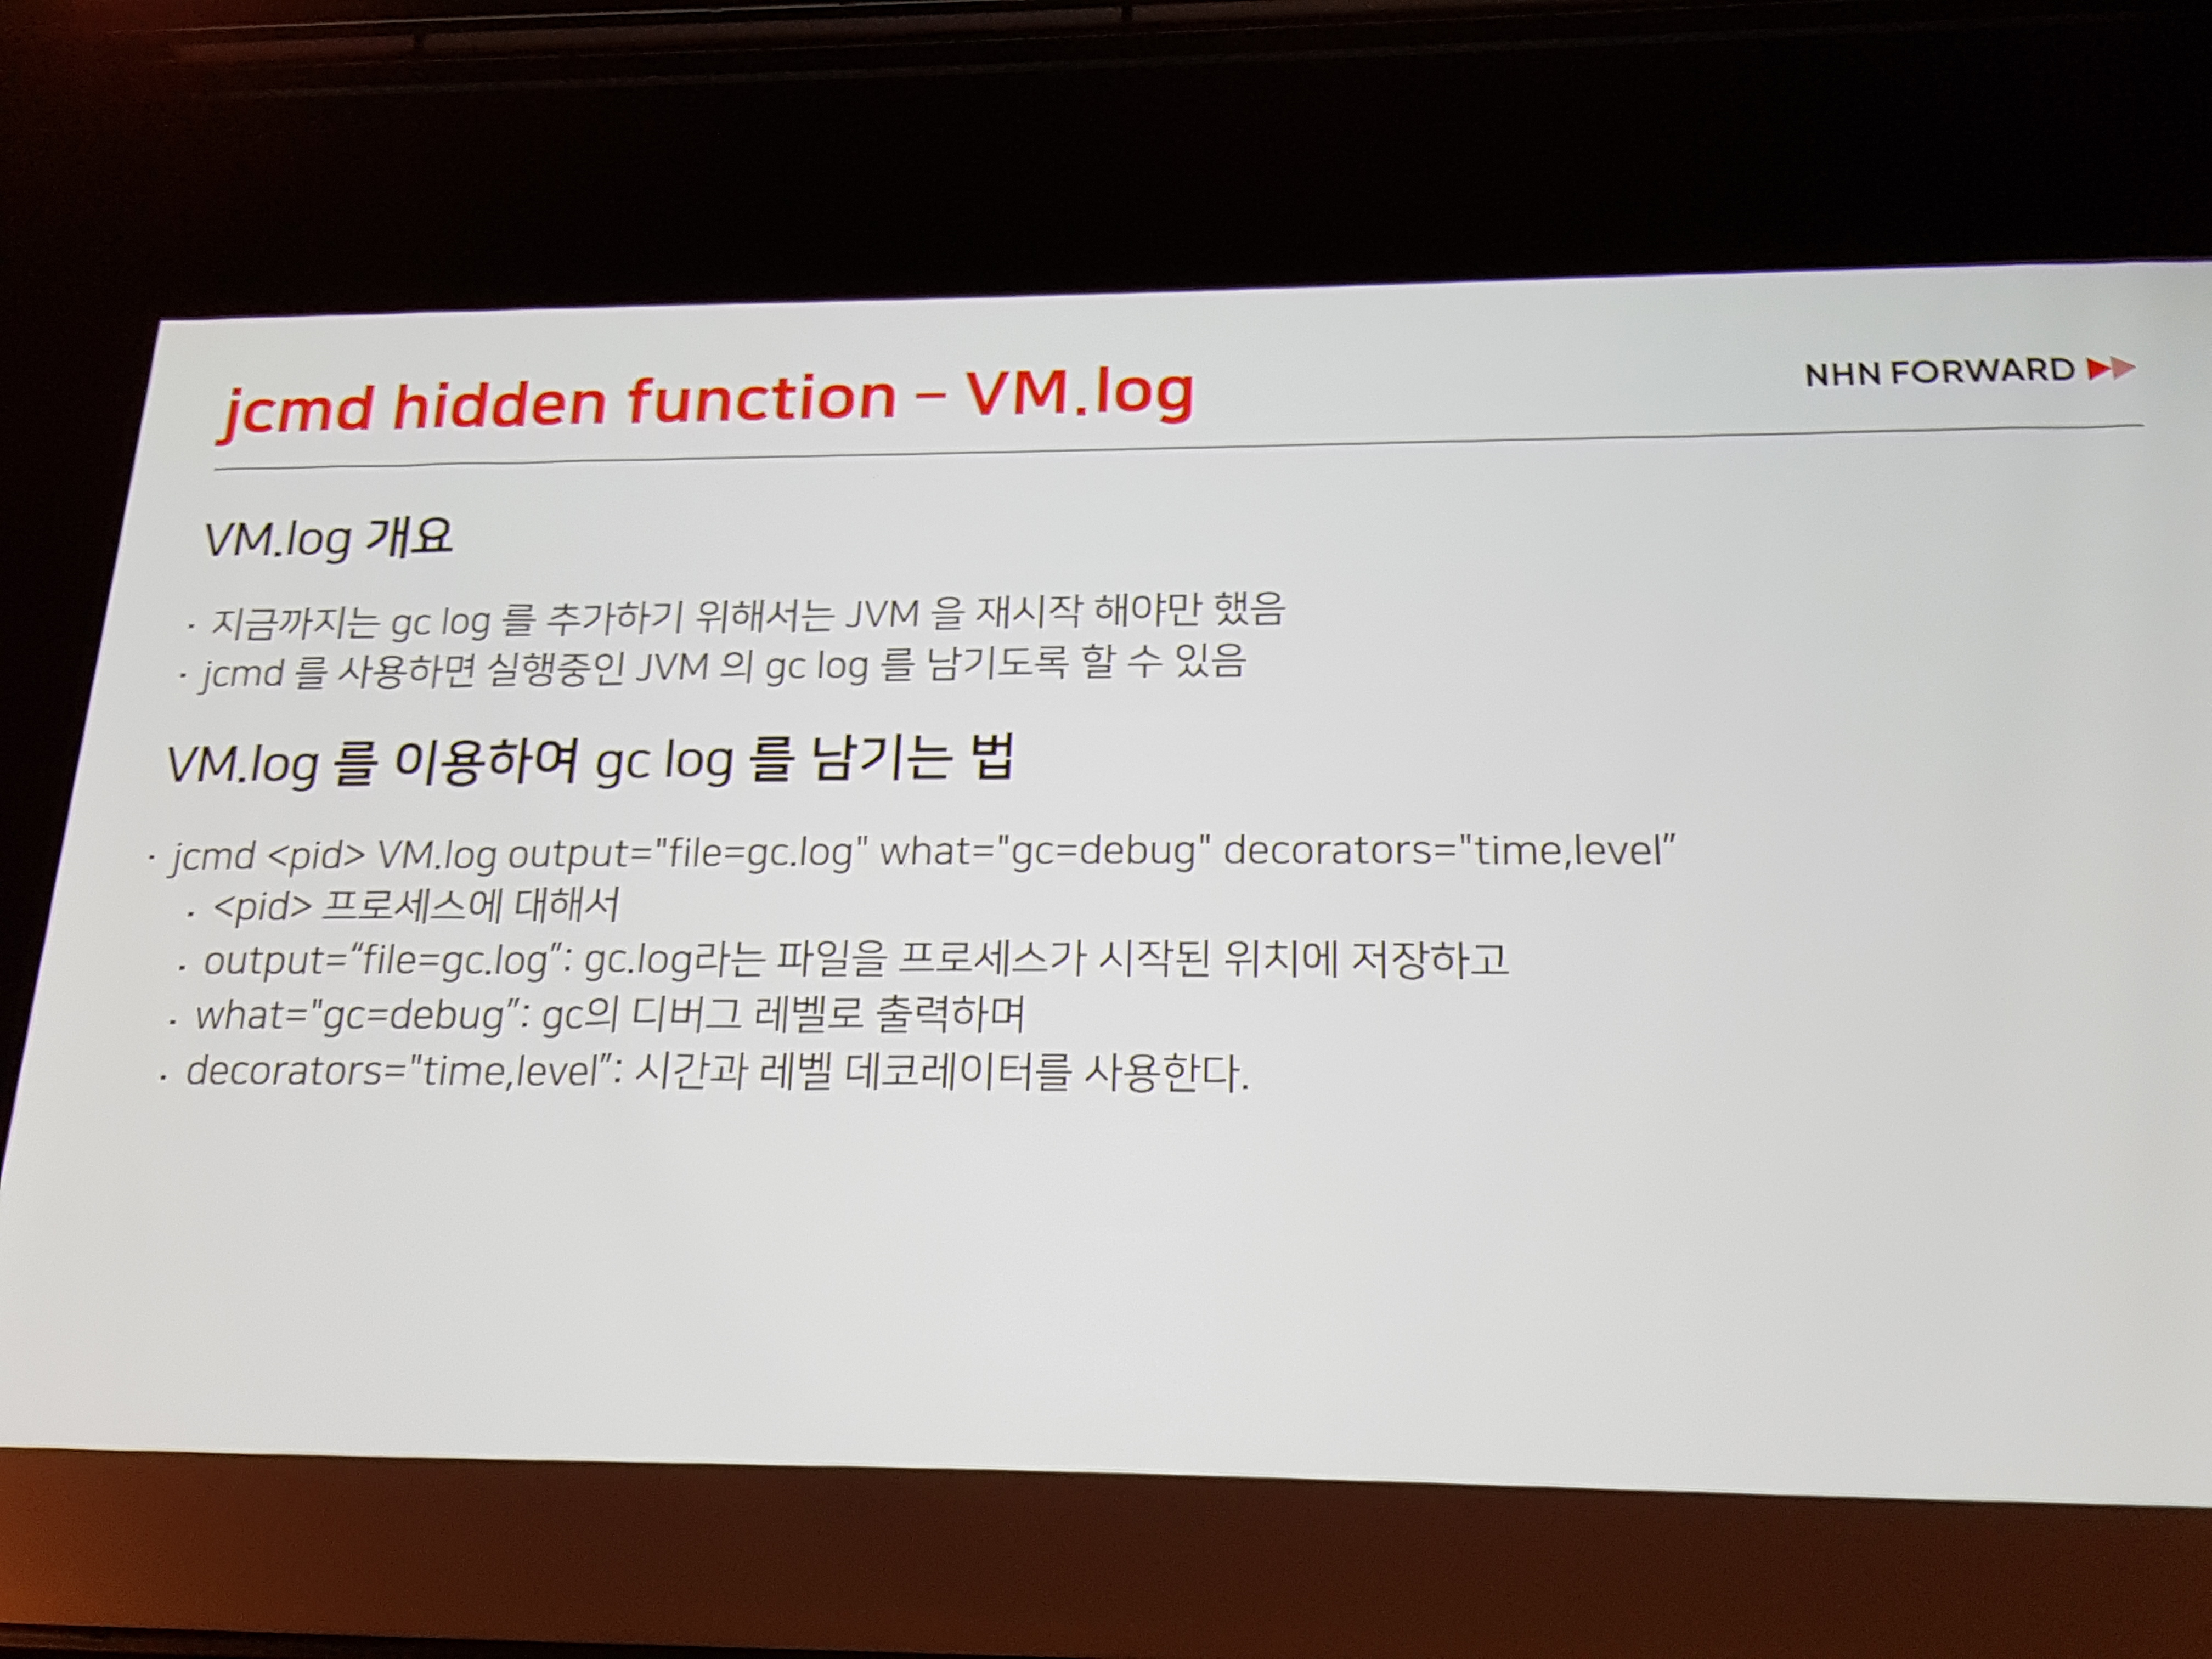 jcmd hidden function – VM.log
NHN FORWARD
VM.log 개요
· 지금까지는 gc log 를 추가하기 위해서는 JVM 을 재시작 해야만 했음
· jcmd 를 사용하면 실행중인 JVM 의 gc log 를 남기도록 할 수 있음
VM.log 를 이용하여 gc log 를 남기는 법
· jcmd <pid> VM.log output="file=gc.log" what="gc=debug" decorators="time,level”
· <pid> 프로세스에 대해서
· output=“file=gc.log”: gc.log라는 파일을 프로세스가 시작된 위치에 저장하고
· what="gc=debug”: gc의 디버그 레벨로 출력하며
· decorators="time,level”: 시간과 레벨 데코레이터를 사용한다.